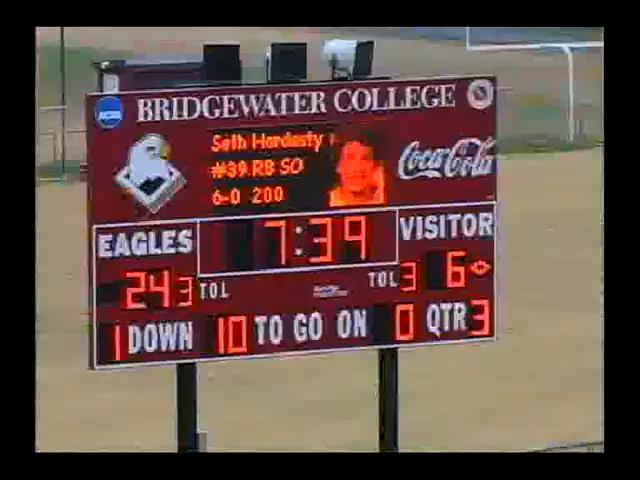 NCAA BRIDGEWATER COLLEGE
Seth Hardesty
#39 RB SO
6-0 200
Coca-Cola
EAGLES 7:39 VISITOR
24 3 TOL TOL 3 6
1 DOWN 10 TO GO ON 0 QTR 3